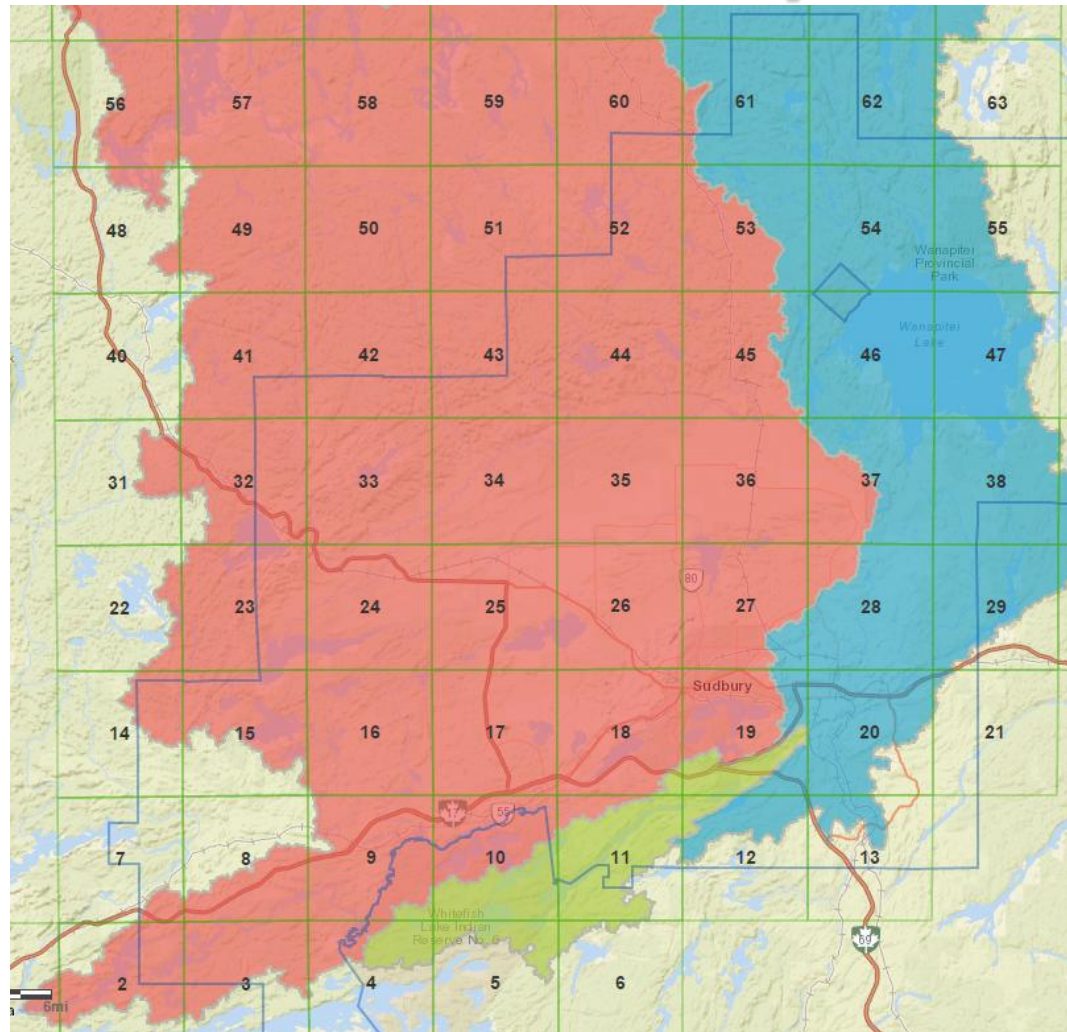 56 57 58 59 60 61 62 63
48 49 50 51 52 53 54 55
Wanapitei
Provincial
Park
Wanapitei
Lake
40 41 42 43 44 45 46 47
31 32 33 34 35 36 37 38
80
22 23 24 25 26 27 28 29
Sudbury
14 15 16 17 18 19 20 21
17 55
7 8 9 10 11 12 13
Whitefish
Lake Indian
Reserve No. 6
69
2 3 4 5 6
6mi